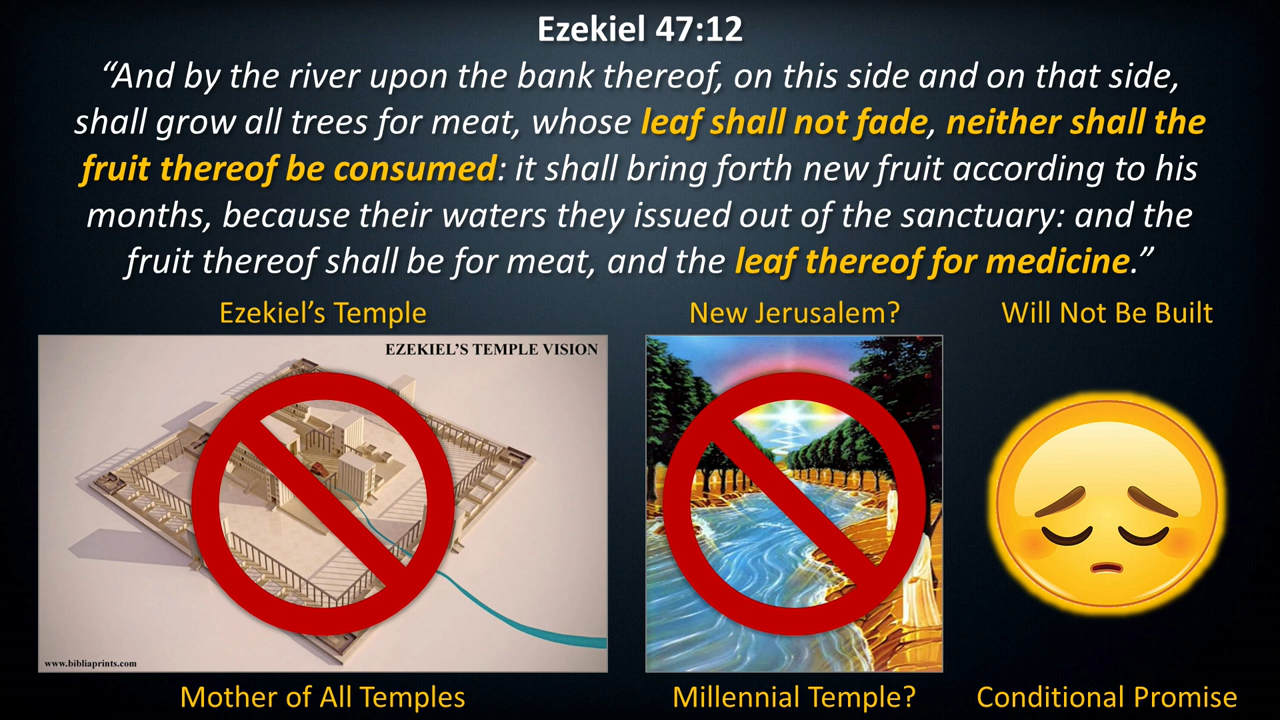 Ezekiel 47:12
“And by the river upon the bank thereof, on this side and on that side,
shall grow all trees for meat, whose leaf shall not fade, neither shall the
fruit thereof be consumed: it shall bring forth new fruit according to his
months, because their waters they issued out of the sanctuary: and the
fruit thereof shall be for meat, and the leaf thereof for medicine.”
Ezekiel’s Temple
New Jerusalem?
Will Not Be Built
EZEKIEL’S TEMPLE VISION
www.bibliaprints.com
Mother of All Temples
Millennial Temple?
Conditional Promise